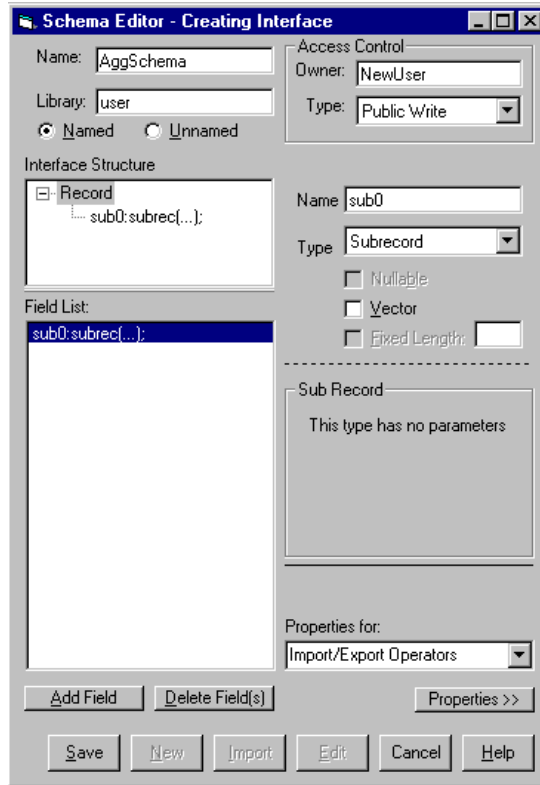 Schema Editor - Creating Interface
Name: AggSchema
Library: user
Named Unnamed
Access Control
Owner: NewUser
Type: Public Write
Interface Structure
Record
sub0:subrec(...);
Name sub0
Type Subrecord
Nullable
Vector
Fixed Length:
Field List:
sub0:subrec(...);
Sub Record
This type has no parameters
Properties for:
Import/Export Operators
Add Field Delete Field(s) Properties >>
Save New Import Edit Cancel Help